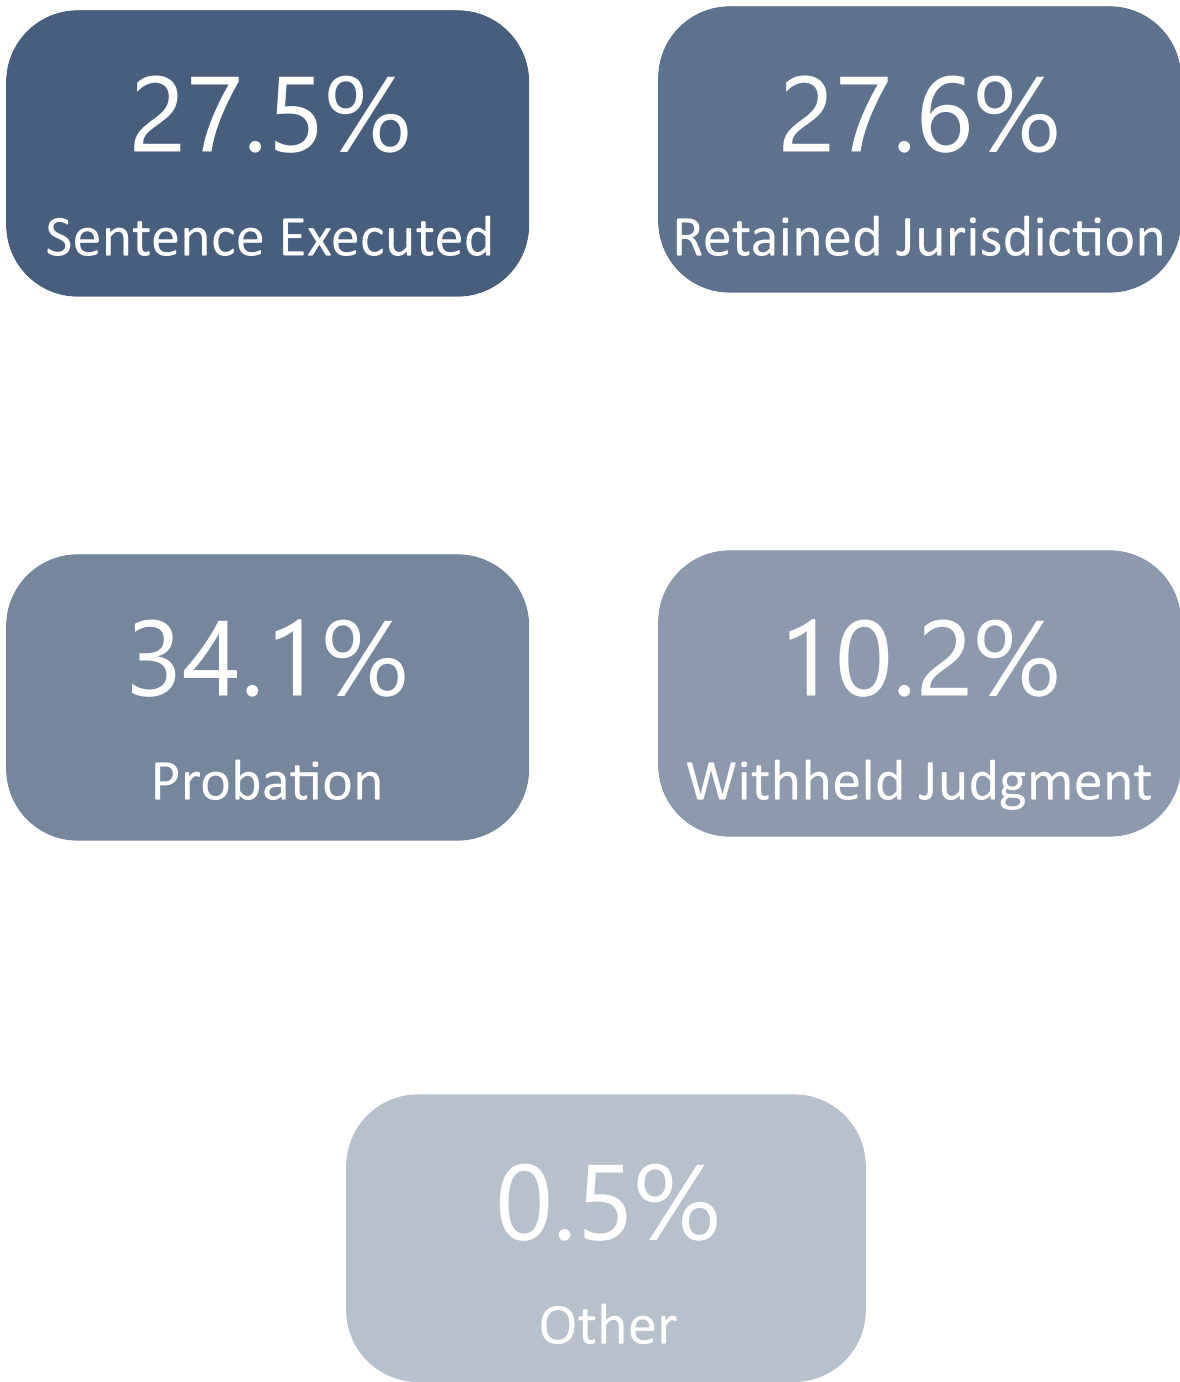 27.5%
Sentence Executed
27.6%
Retained Jurisdiction
34.1%
Probation
10.2%
Withheld Judgment
0.5%
Other